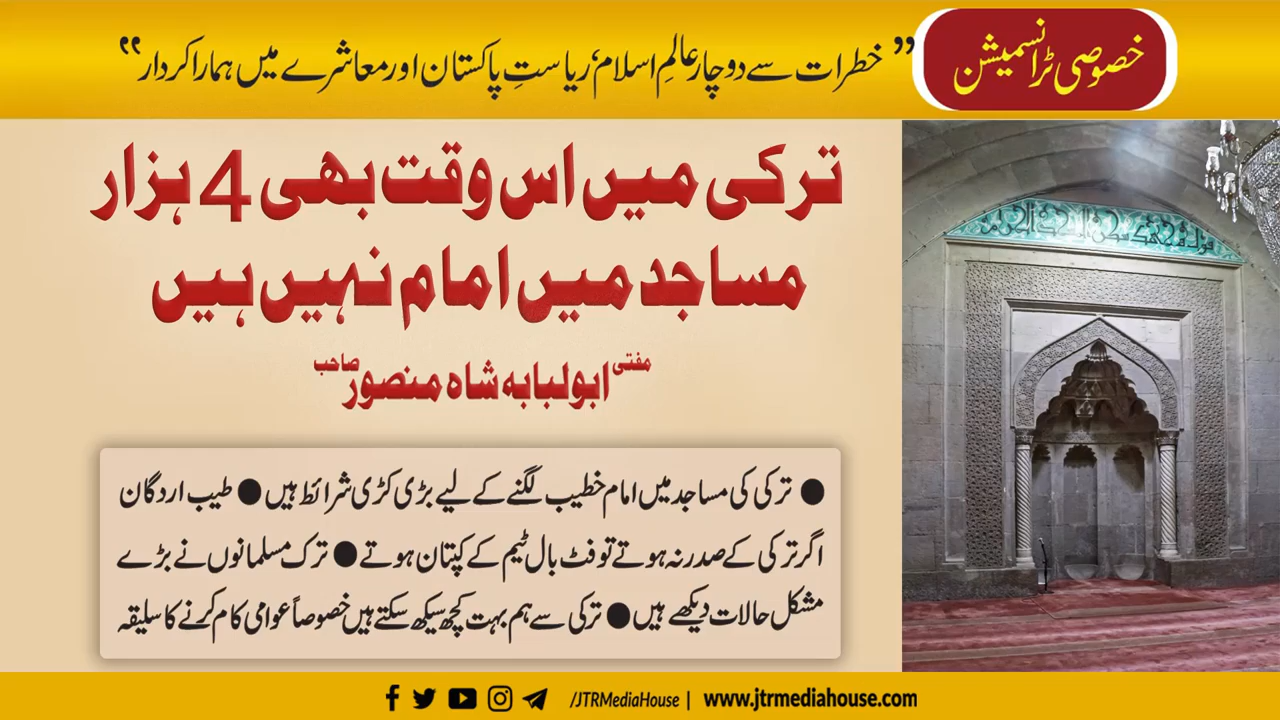 خصوصی ٹرانسمیشن
” خطرات سے دوچار عالمِ اسلام، ریاستِ پاکستان اور معاشرے میں ہمارا کردار “
ترکی میں اس وقت بھی 4 ہزار
مساجد میں امام نہیں ہیں
مفتی ابولبابہ شاہ منصور صاحب
● ترکی کی مساجد میں امام خطیب لگنے کے لیے بڑی کڑی شرائط ہیں ● طیب اردگان
اگر ترکی کے صدر نہ ہوتے تو فٹ بال ٹیم کے کپتان ہوتے ● ترک مسلمانوں نے بڑے
مشکل حالات دیکھے ہیں ● ترکی سے ہم بہت کچھ سیکھ سکتے ہیں خصوصاً عوامی کام کرنے کا سلیقہ
/JTRMediaHouse | www.jtrmediahouse.com